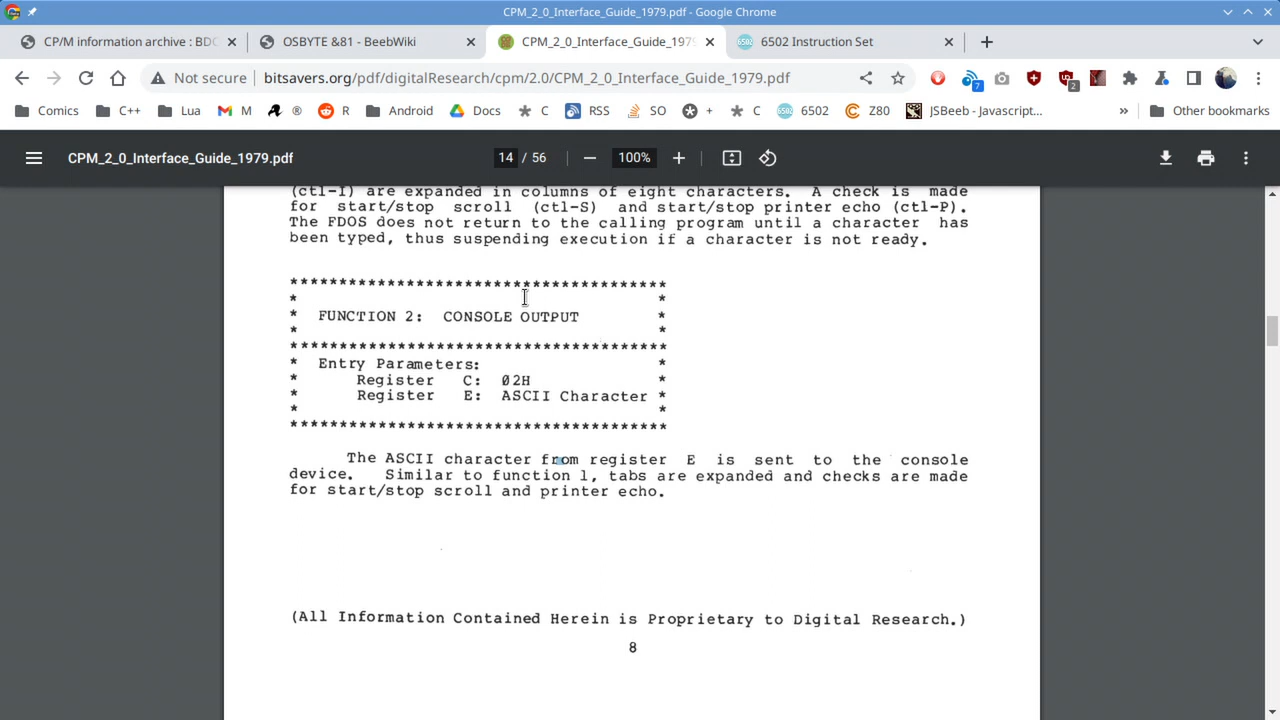 CPM_2_0_Interface_Guide_1979.pdf - Google Chrome
CP/M information archive : BDC
OSBYTE &81 - BeebWiki
CPM_2_0_Interface_Guide_1979
6502 Instruction Set
Not secure
bitsavers.org/pdf/digitalResearch/cpm/2.0/CPM_2_0_Interface_Guide_1979.pdf
7
2
Comics
C++
Lua
M
R
Android
Docs
C
RSS
SO
+
C
6502
Z80
JSBeeb - Javascript...
»
Other bookmarks
CPM_2_0_Interface_Guide_1979.pdf
14 / 56
100%
(ctl-I) are expanded in columns of eight characters. A check is made
for start/stop scroll (ctl-S) and start/stop printer echo (ctl-P).
The FDOS does not return to the calling program until a character has
been typed, thus suspending execution if a character is not ready.
***************************************
* *
* FUNCTION 2: CONSOLE OUTPUT *
* *
***************************************
* Entry Parameters: *
* Register C: 02H *
* Register E: ASCII Character *
* *
***************************************
The ASCII character from register E is sent to the console
device. Similar to function 1, tabs are expanded and checks are made
for start/stop scroll and printer echo.
(All Information Contained Herein is Proprietary to Digital Research.)
8